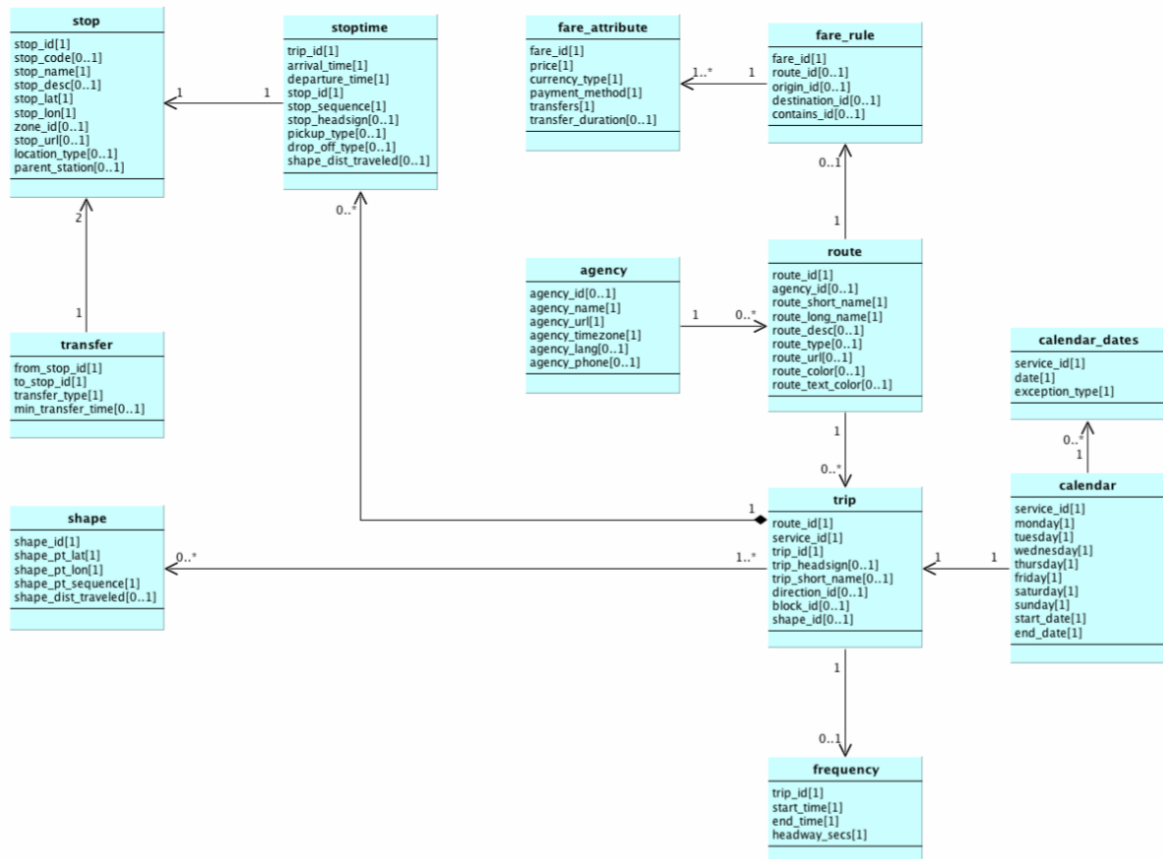 stop
stop_id[1]
stop_code[0..1]
stop_name[1]
stop_desc[0..1]
stop_lat[1]
stop_lon[1]
zone_id[0..1]
stop_url[0..1]
location_type[0..1]
parent_station[0..1]
1
1
stoptime
trip_id[1]
arrival_time[1]
departure_time[1]
stop_id[1]
stop_sequence[1]
stop_headsign[0..1]
pickup_type[1]
drop_off_type[1]
shape_dist_traveled[0..1]
0..*
fare_attribute
fare_id[1]
price[1]
currency_type[1]
payment_method[1]
transfers[1]
transfer_duration[0..1]
1..*
1
fare_rule
fare_id[1]
route_id[0..1]
origin_id[0..1]
destination_id[0..1]
contains_id[0..1]
0..1
1
2
1
transfer
from_stop_id[1]
to_stop_id[1]
transfer_type[1]
min_transfer_time[0..1]
agency
agency_id[0..1]
agency_name[1]
agency_url[1]
agency_timezone[1]
agency_lang[0..1]
agency_phone[0..1]
1
0..*
route
route_id[1]
agency_id[0..1]
route_short_name[1]
route_long_name[1]
route_desc[0..1]
route_type[0..1]
route_url[0..1]
route_color[0..1]
route_text_color[0..1]
1
0..*
calendar_dates
service_id[1]
date[1]
exception_type[1]
0..*
1
shape
shape_id[1]
shape_pt_lat[1]
shape_pt_lon[1]
shape_pt_sequence[1]
shape_dist_traveled[0..1]
0..*
1..*
1
trip
route_id[1]
service_id[1]
trip_id[1]
trip_headsign[0..1]
trip_short_name[0..1]
direction_id[0..1]
block_id[0..1]
shape_id[0..1]
1
1
calendar
service_id[1]
monday[1]
tuesday[1]
wednesday[1]
thursday[1]
friday[1]
saturday[1]
sunday[1]
start_date[1]
end_date[1]
1
0..1
frequency
trip_id[1]
start_time[1]
end_time[1]
headway_secs[1]